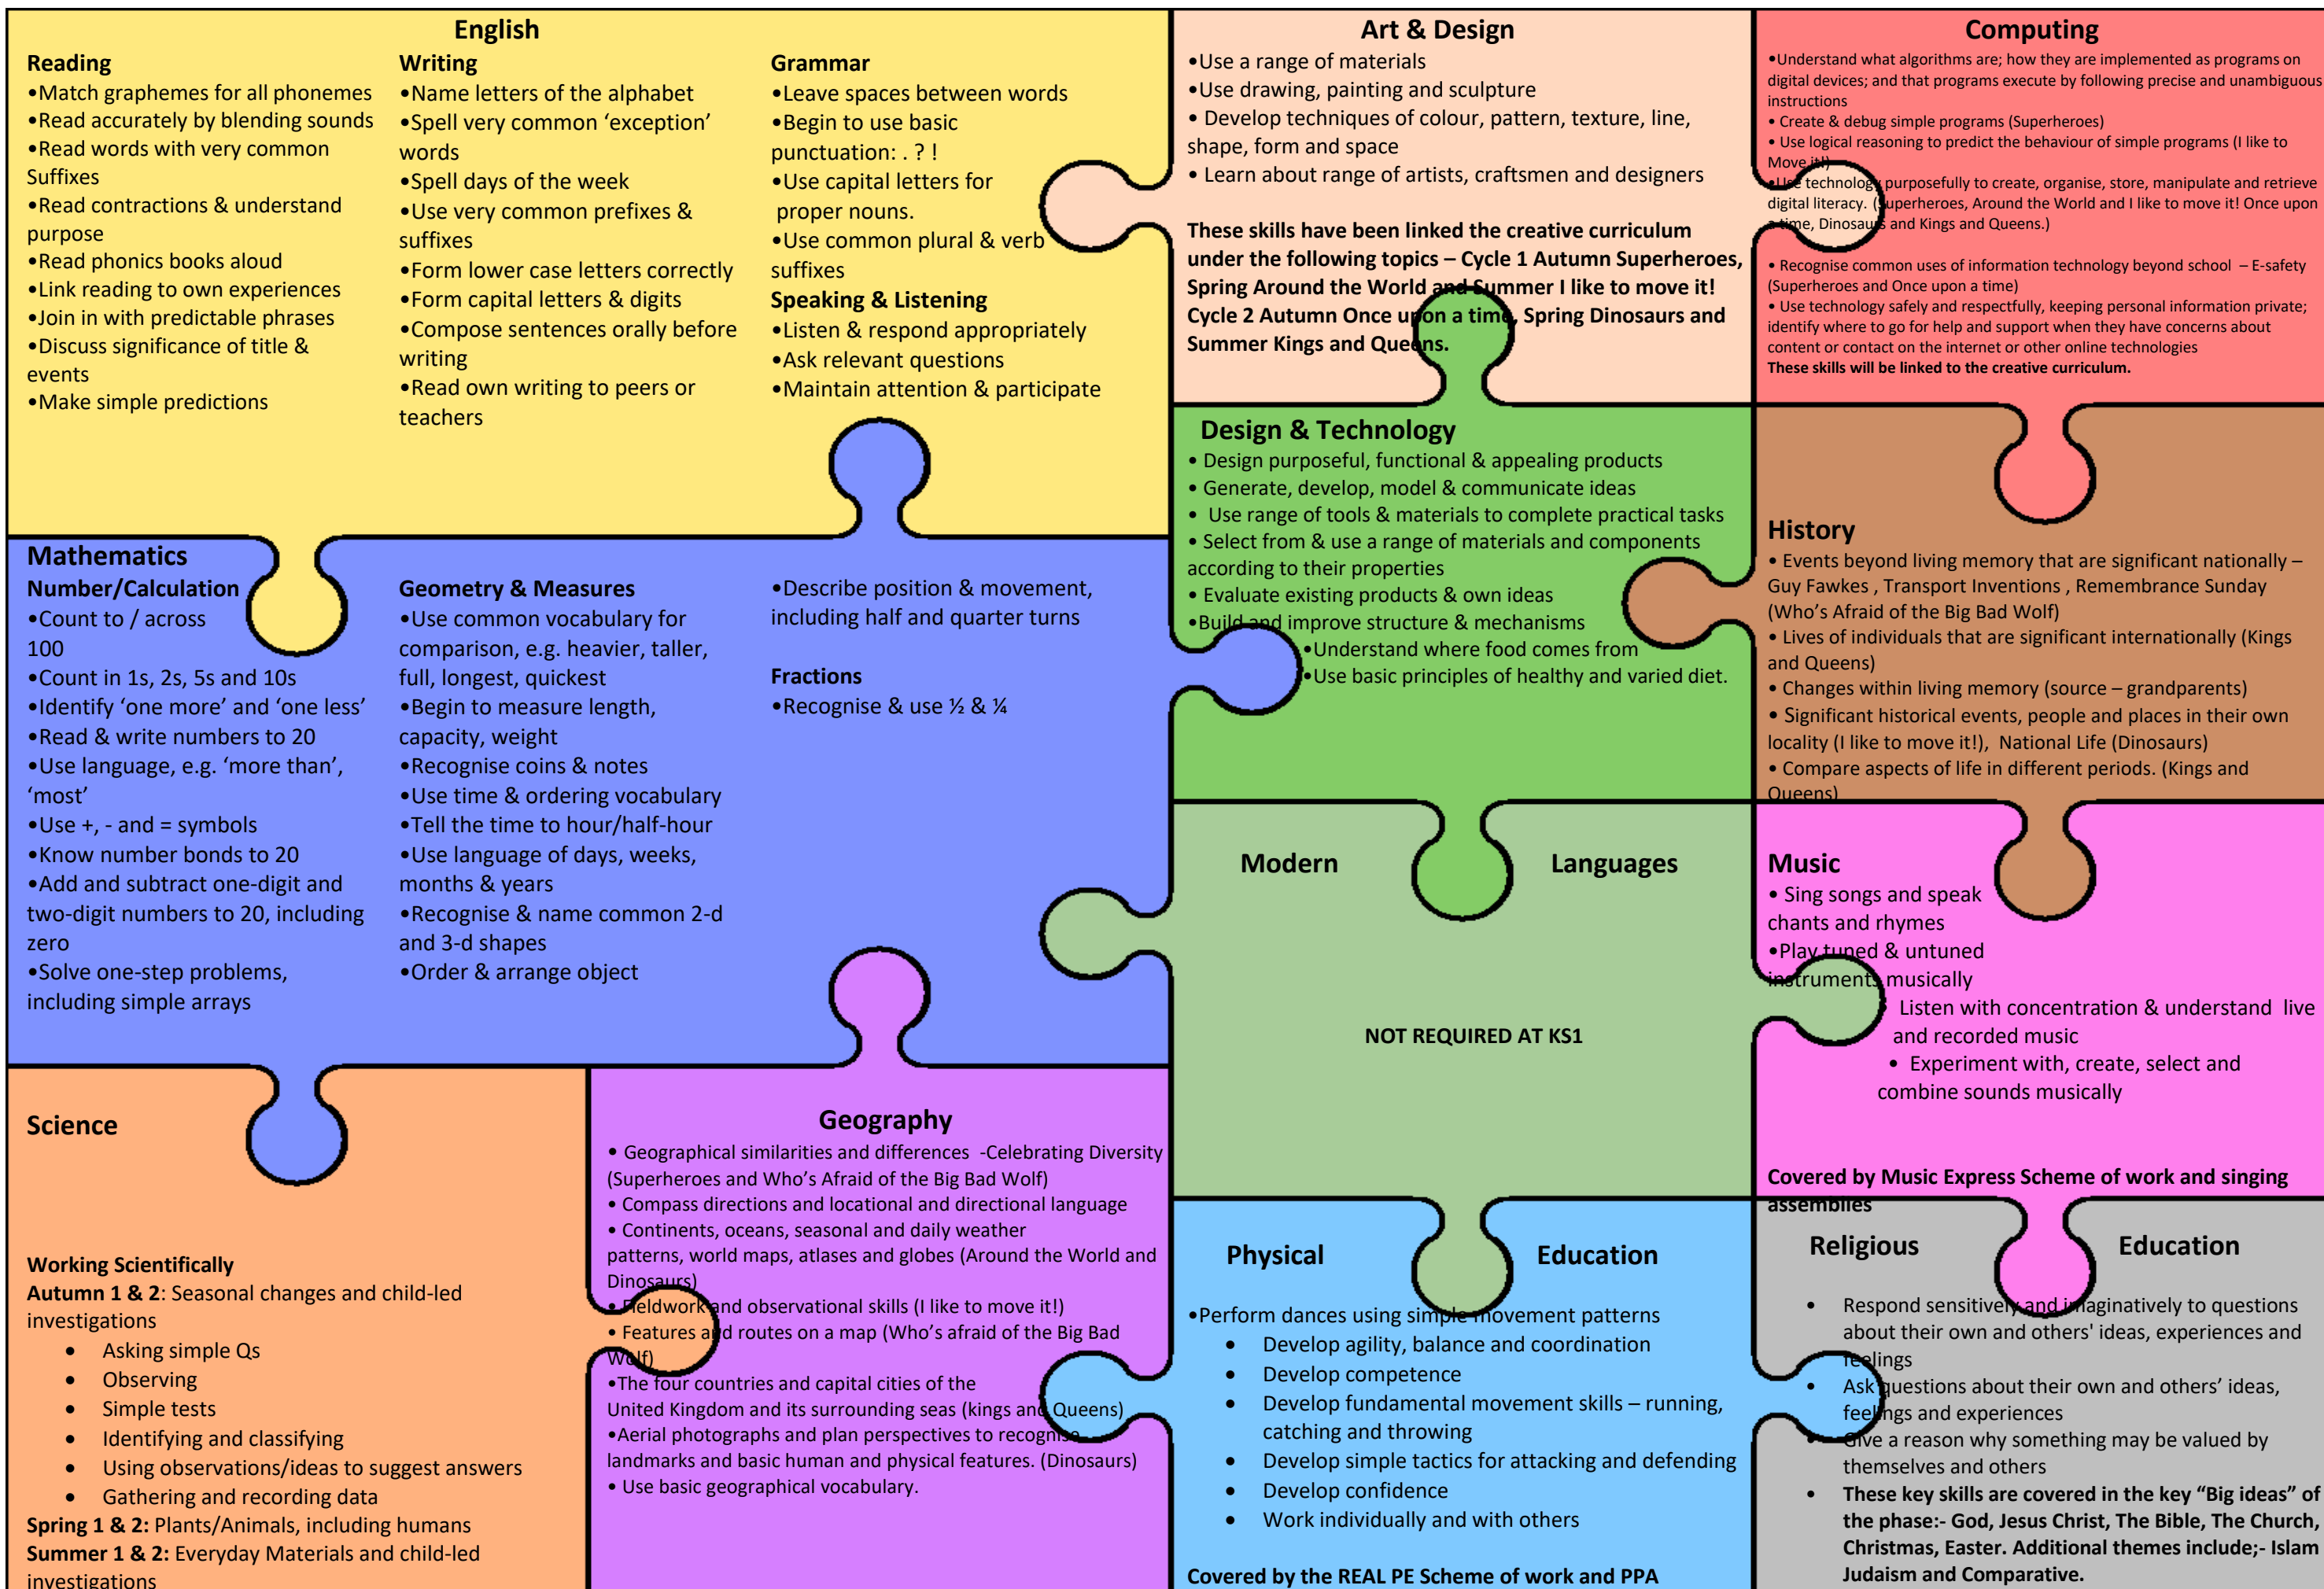 English
Reading
•Match graphemes for all phonemes
•Read accurately by blending sounds
•Read words with very common
Suffixes
•Read contractions & understand
purpose
•Read phonics books aloud
•Link reading to own experiences
•Join in with predictable phrases
•Discuss significance of title &
events
•Make simple predictions
Writing
•Name letters of the alphabet
•Spell very common ‘exception’
words
•Spell days of the week
•Use very common prefixes &
suffixes
•Form lower case letters correctly
•Form capital letters & digits
•Compose sentences orally before
writing
•Read own writing to peers or
teachers
Grammar
•Leave spaces between words
•Begin to use basic
punctuation: . ? !
•Use capital letters for
proper nouns.
•Use common plural & verb
suffixes
Speaking & Listening
•Listen & respond appropriately
•Ask relevant questions
•Maintain attention & participate
Art & Design
•Use a range of materials
•Use drawing, painting and sculpture
• Develop techniques of colour, pattern, texture, line,
shape, form and space
• Learn about range of artists, craftsmen and designers
These skills have been linked the creative curriculum
under the following topics – Cycle 1 Autumn Superheroes,
Spring Around the World and Summer I like to move it!
Cycle 2 Autumn Once upon a time, Spring Dinosaurs and
Summer Kings and Queens.
Computing
•Understand what algorithms are; how they are implemented as programs on
digital devices; and that programs execute by following precise and unambiguous
instructions
• Create & debug simple programs (Superheroes)
• Use logical reasoning to predict the behaviour of simple programs (I like to
Move it!)
•Use technology purposefully to create, organise, store, manipulate and retrieve
digital literacy. (Superheroes, Around the World and I like to move it! Once upon
a time, Dinosaurs and Kings and Queens.)
• Recognise common uses of information technology beyond school – E-safety
(Superheroes and Once upon a time)
• Use technology safely and respectfully, keeping personal information private;
identify where to go for help and support when they have concerns about
content or contact on the internet or other online technologies
These skills will be linked to the creative curriculum.
Mathematics
Number/Calculation
•Count to / across
100
•Count in 1s, 2s, 5s and 10s
•Identify ‘one more’ and ‘one less’
•Read & write numbers to 20
•Use language, e.g. ‘more than’,
‘most’
•Use +, - and = symbols
•Know number bonds to 20
•Add and subtract one-digit and
two-digit numbers to 20, including
zero
•Solve one-step problems,
including simple arrays
Geometry & Measures
•Use common vocabulary for
comparison, e.g. heavier, taller,
full, longest, quickest
•Begin to measure length,
capacity, weight
•Recognise coins & notes
•Use time & ordering vocabulary
•Tell the time to hour/half-hour
•Use language of days, weeks,
months & years
•Recognise & name common 2-d
and 3-d shapes
•Order & arrange object
•Describe position & movement,
including half and quarter turns
Fractions
•Recognise & use ½ & ¼
Design & Technology
• Design purposeful, functional & appealing products
• Generate, develop, model & communicate ideas
• Use range of tools & materials to complete practical tasks
• Select from & use a range of materials and components
according to their properties
• Evaluate existing products & own ideas
•Build and improve structure & mechanisms
•Understand where food comes from
•Use basic principles of healthy and varied diet.
History
• Events beyond living memory that are significant nationally –
Guy Fawkes , Transport Inventions , Remembrance Sunday
(Who’s Afraid of the Big Bad Wolf)
• Lives of individuals that are significant internationally (Kings
and Queens)
• Changes within living memory (source – grandparents)
• Significant historical events, people and places in their own
locality (I like to move it!), National Life (Dinosaurs)
• Compare aspects of life in different periods. (Kings and
Queens)
Modern Languages
NOT REQUIRED AT KS1
Music
• Sing songs and speak
chants and rhymes
•Play tuned & untuned
instruments musically
Listen with concentration & understand live
and recorded music
• Experiment with, create, select and
combine sounds musically
Covered by Music Express Scheme of work and singing
assemblies
Science
Working Scientifically
Autumn 1 & 2: Seasonal changes and child-led
investigations
• Asking simple Qs
• Observing
• Simple tests
• Identifying and classifying
• Using observations/ideas to suggest answers
• Gathering and recording data
Spring 1 & 2: Plants/Animals, including humans
Summer 1 & 2: Everyday Materials and child-led
investigations
Geography
• Geographical similarities and differences -Celebrating Diversity
(Superheroes and Who’s Afraid of the Big Bad Wolf)
• Compass directions and locational and directional language
• Continents, oceans, seasonal and daily weather
patterns, world maps, atlases and globes (Around the World and
Dinosaurs)
• Fieldwork and observational skills (I like to move it!)
• Features and routes on a map (Who’s afraid of the Big Bad
Wolf)
•The four countries and capital cities of the
United Kingdom and its surrounding seas (kings and Queens)
•Aerial photographs and plan perspectives to recognise
landmarks and basic human and physical features. (Dinosaurs)
• Use basic geographical vocabulary.
Physical Education
•Perform dances using simple movement patterns
• Develop agility, balance and coordination
• Develop competence
• Develop fundamental movement skills – running,
catching and throwing
• Develop simple tactics for attacking and defending
• Develop confidence
• Work individually and with others
Covered by the REAL PE Scheme of work and PPA
Religious Education
• Respond sensitively and imaginatively to questions
about their own and others' ideas, experiences and
feelings
• Ask questions about their own and others’ ideas,
feelings and experiences
• Give a reason why something may be valued by
themselves and others
• These key skills are covered in the key “Big ideas” of
the phase:- God, Jesus Christ, The Bible, The Church,
Christmas, Easter. Additional themes include;- Islam
Judaism and Comparative.